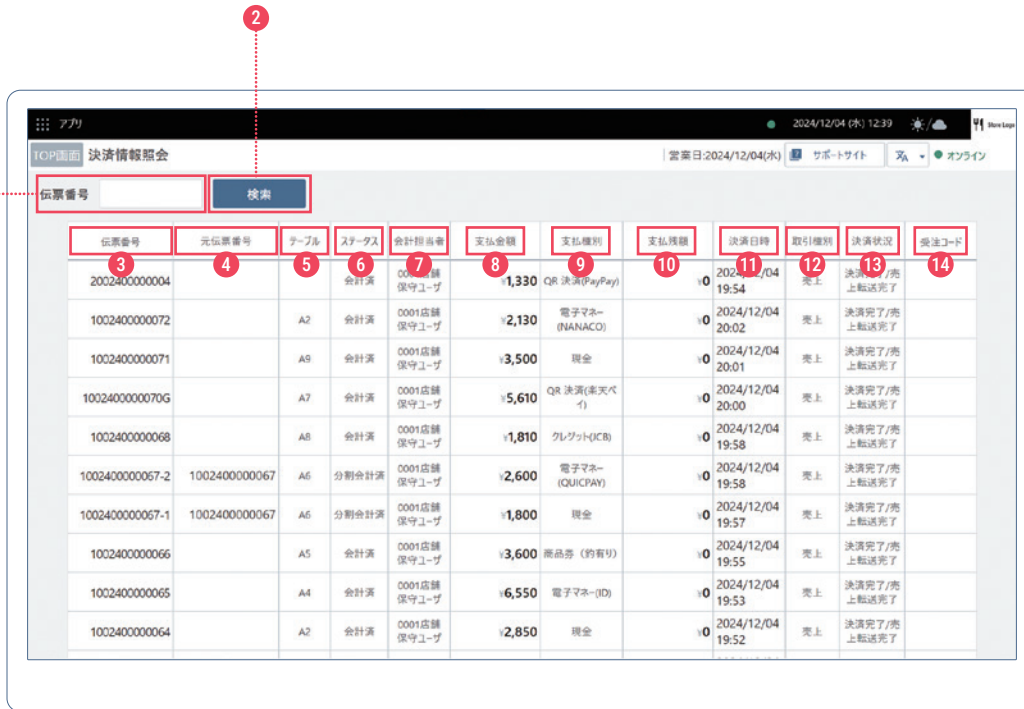 2
アプリ 2024/12/04 (水) 12:39 Store Logo
TOP画面 決済情報照会 営業日:2024/12/04(水) サポートサイト オンライン
伝票番号 検索
伝票番号 元伝票番号 テーブル ステータス 会計担当者 支払金額 支払種別 支払残額 決済日時 取引種別 決済状況 受注コード
3 4 5 6 7 8 9 10 11 12 13 14
2002400000004 会計済 店舗 保守ユーザ ¥1,330 QR 決済(PayPay) ¥0 2024/12/04 19:54 売上 決済完了/売上転送完了
1002400000072 A2 会計済 0001店舗 保守ユーザ ¥2,130 電子マネー(NANACO) ¥0 2024/12/04 20:02 売上 決済完了/売上転送完了
1002400000071 A9 会計済 0001店舗 保守ユーザ ¥3,500 現金 ¥0 2024/12/04 20:01 売上 決済完了/売上転送完了
1002400000070G A7 会計済 0001店舗 保守ユーザ ¥5,610 QR 決済(楽天ペイ) ¥0 2024/12/04 20:00 売上 決済完了/売上転送完了
1002400000068 A8 会計済 0001店舗 保守ユーザ ¥1,810 クレジット(JCB) ¥0 2024/12/04 19:58 売上 決済完了/売上転送完了
1002400000067-2 1002400000067 A6 分割会計済 0001店舗 保守ユーザ ¥2,600 電子マネー(QUICPAY) ¥0 2024/12/04 19:58 売上 決済完了/売上転送完了
1002400000067-1 1002400000067 A6 分割会計済 0001店舗 保守ユーザ ¥1,800 現金 ¥0 2024/12/04 19:57 売上 決済完了/売上転送完了
1002400000066 A5 会計済 0001店舗 保守ユーザ ¥3,600 商品券（釣有り） ¥0 2024/12/04 19:55 売上 決済完了/売上転送完了
1002400000065 A4 会計済 0001店舗 保守ユーザ ¥6,550 電子マネー(ID) ¥0 2024/12/04 19:53 売上 決済完了/売上転送完了
1002400000064 A2 会計済 0001店舗 保守ユーザ ¥2,850 現金 ¥0 2024/12/04 19:52 売上 決済完了/売上転送完了